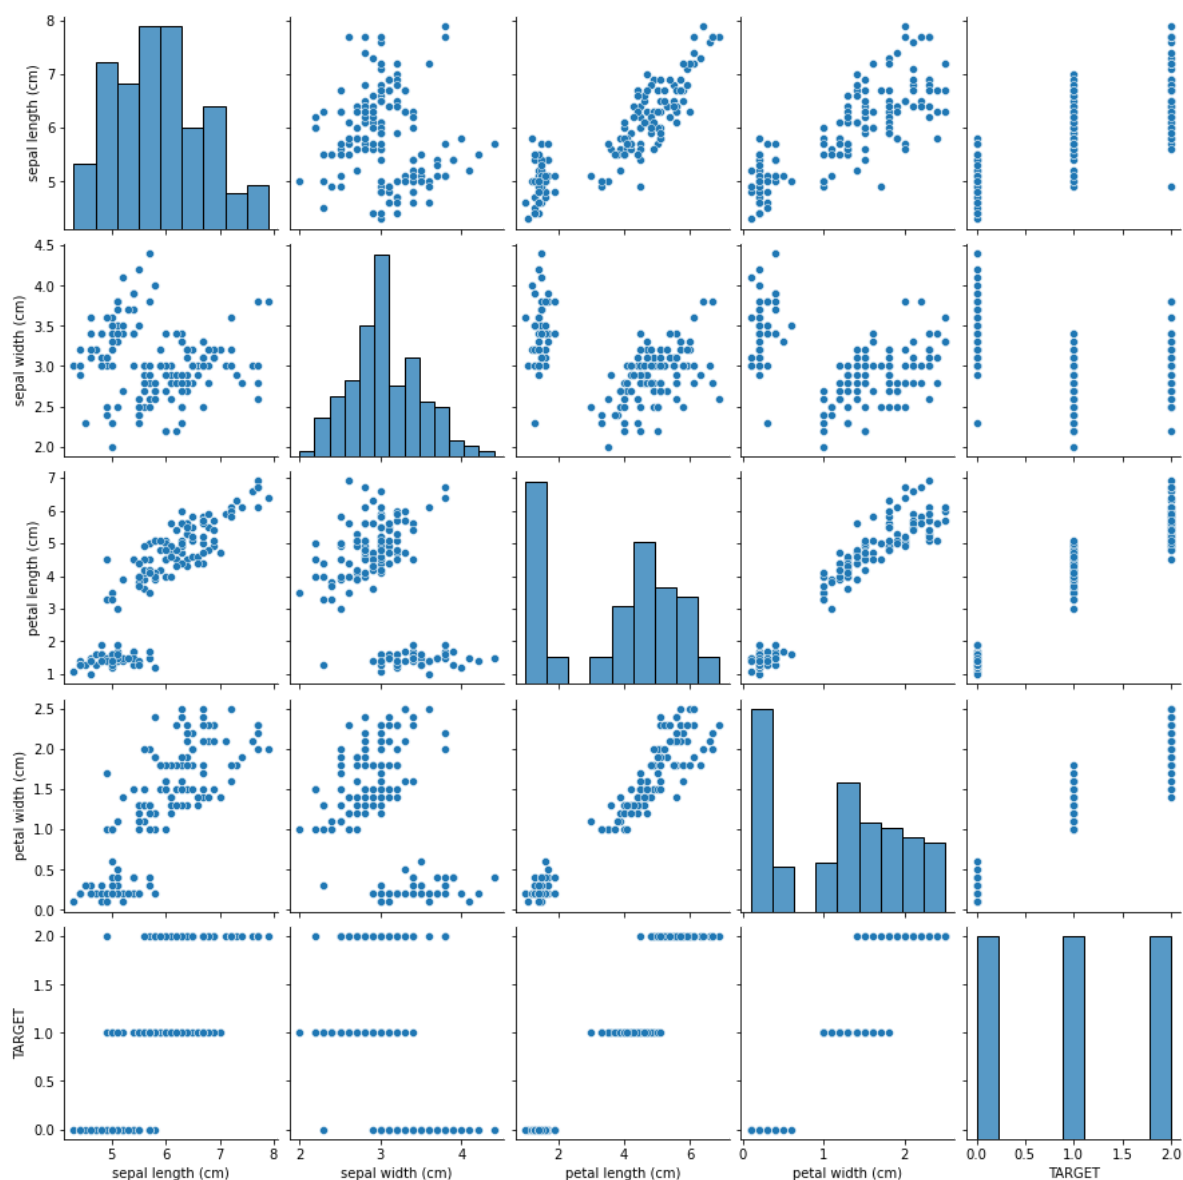 8
7
6
5
sepal length (cm)
4.5
4.0
3.5
3.0
2.5
2.0
sepal width (cm)
7
6
5
4
3
2
1
petal length (cm)
2.5
2.0
1.5
1.0
0.5
0.0
petal width (cm)
2.0
1.5
1.0
0.5
0.0
TARGET
5 6 7 8
sepal length (cm)
2 3 4
sepal width (cm)
2 4 6
petal length (cm)
0 1 2
petal width (cm)
0.0 0.5 1.0 1.5 2.0
TARGET